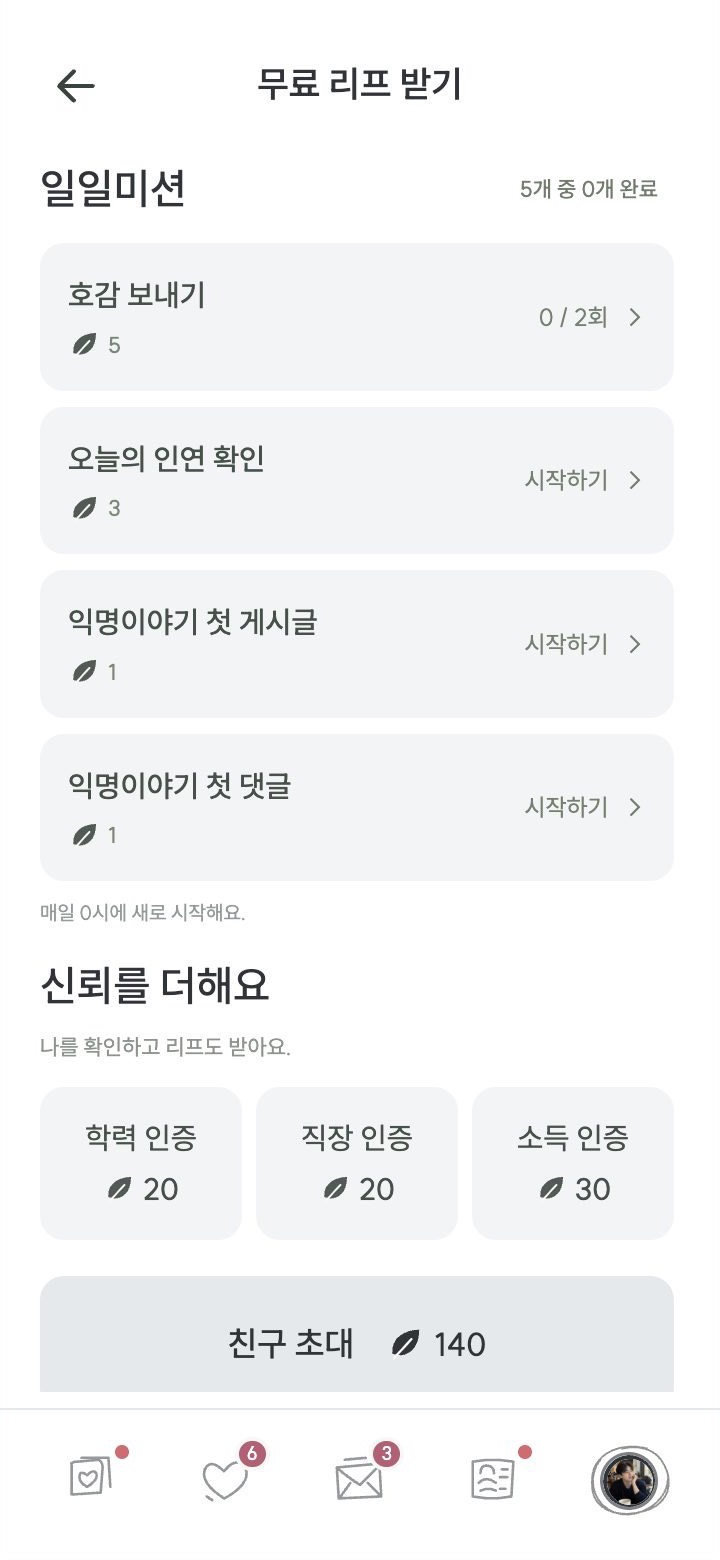 무료 리프 받기
일일미션
5개 중 0개 완료
호감 보내기
5
0 / 2회
오늘의 인연 확인
3
시작하기
익명이야기 첫 게시글
1
시작하기
익명이야기 첫 댓글
1
시작하기
매일 0시에 새로 시작해요.
신뢰를 더해요
나를 확인하고 리프도 받아요.
학력 인증
20
직장 인증
20
소득 인증
30
친구 초대 140
6
3